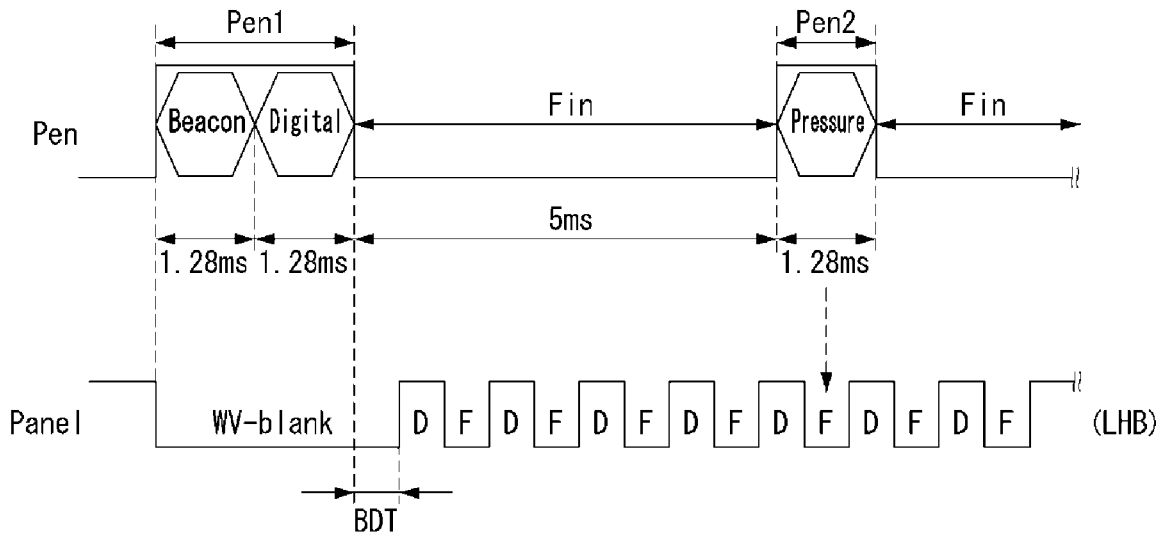 Pen1 Pen2
Pen Beacon Digital Fin Pressure Fin
1.28ms 1.28ms 5ms 1.28ms
Panel WV-blank D F D F D F D F D F D F D F (LHB)
BDT